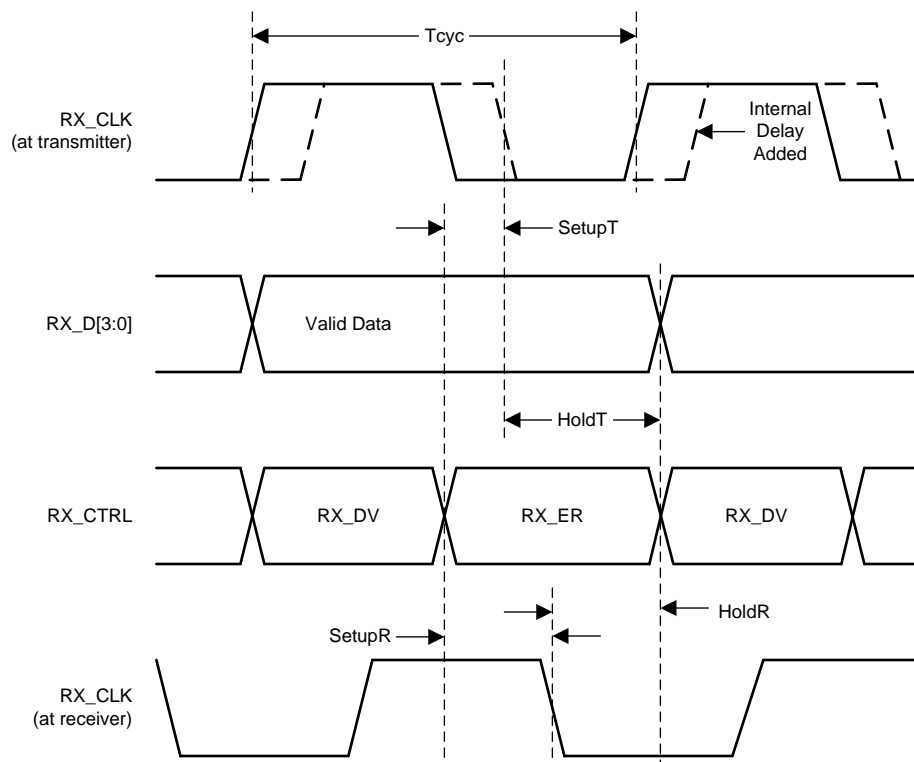 Tcyc
RX_CLK
(at transmitter)
Internal
Delay
Added
SetupT
RX_D[3:0]
Valid Data
HoldT
RX_CTRL
RX_DV
RX_ER
RX_DV
HoldR
SetupR
RX_CLK
(at receiver)